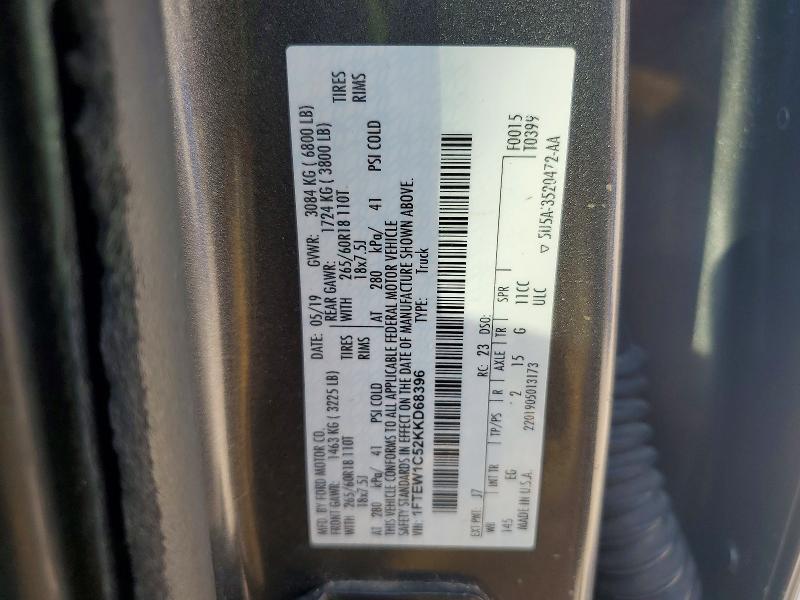 MFD. BY FORD MOTOR CO. DATE: 05/19 GVWR: 3084 KG ( 6800 LB)
FRONT GAWR: 1463 KG ( 3225 LB) REAR GAWR: 1724 KG ( 3800 LB)
WITH 265/60R18 110T TIRES WITH 265/60R18 110T TIRES
18x7.5J RIMS 18x7.5J RIMS
AT 280 kPa/ 41 PSI COLD AT 280 kPa/ 41 PSI COLD
THIS VEHICLE CONFORMS TO ALL APPLICABLE FEDERAL MOTOR VEHICLE
SAFETY STANDARDS IN EFFECT ON THE DATE OF MANUFACTURE SHOWN ABOVE.
VIN: 1FTEW1C52KKD68396 TYPE: Truck
EXT PNT: J7 RC: 23 DSO: F0015
WB INT TR TP/PS R AXLE TR SPR T0399
145 EG 2 15 G 11CC
ULC
MADE IN U.S.A. 2201905013173 ▽ 5U5A-3520472-AA